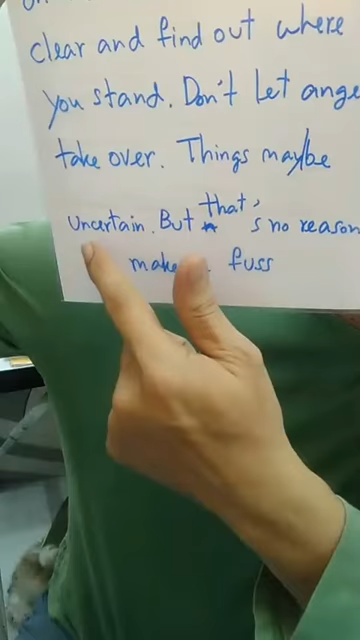 clear and find out where
you stand. Don't let ange
take over. Things maybe
uncertain. But that's no reason
make fuss